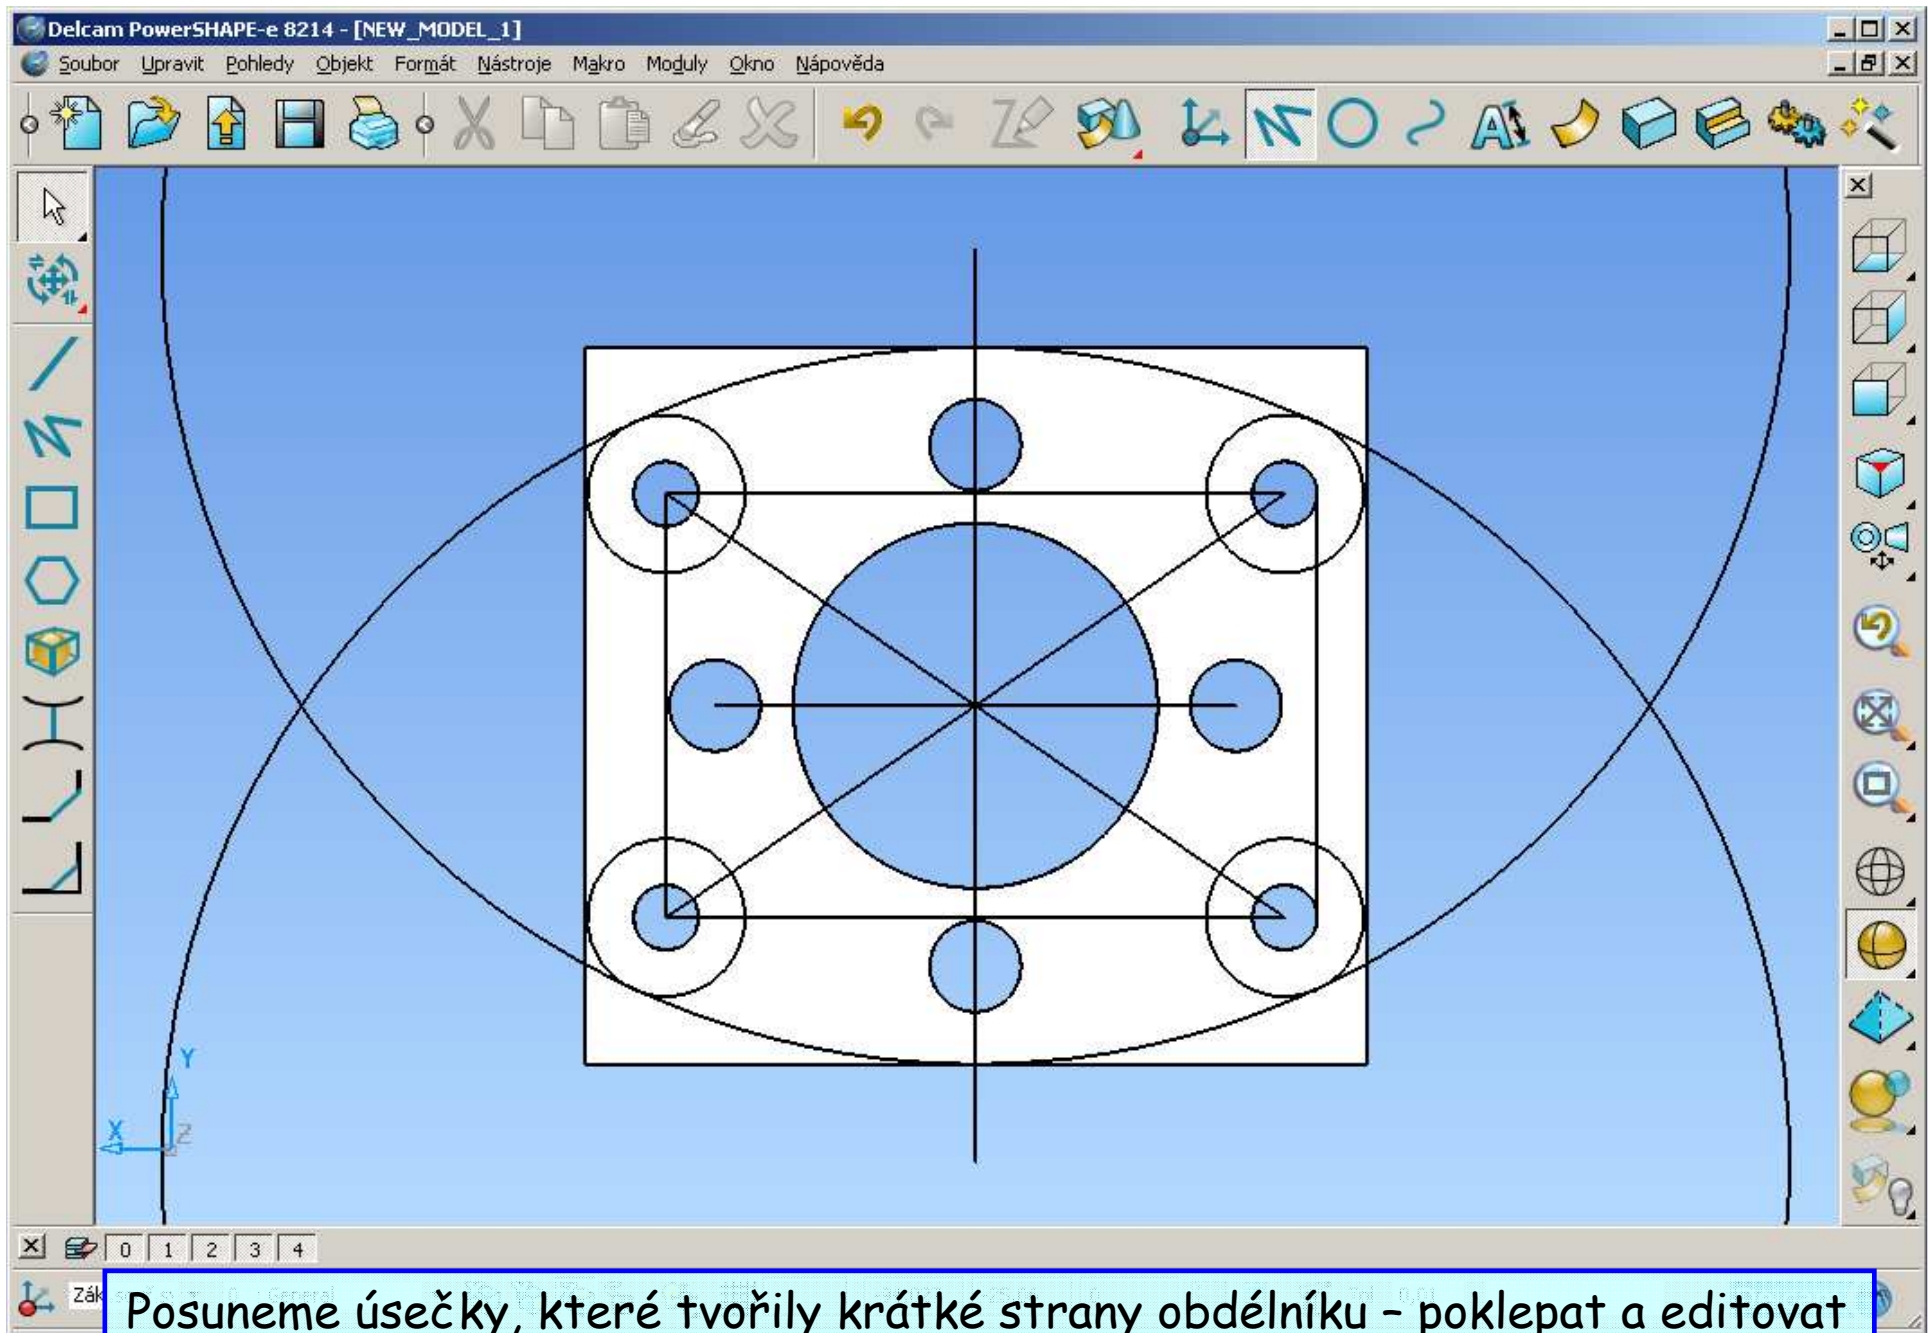 Delcam PowerSHAPE-e 8214 - [NEW_MODEL_1]
Soubor Upravit Pohledy Objekt Formát Nástroje Makro Moduly Okno Nápověda
Y
X
Z
0 1 2 3 4
Posuneme úsečky, které tvořily krátké strany obdélníku – poklepat a editovat